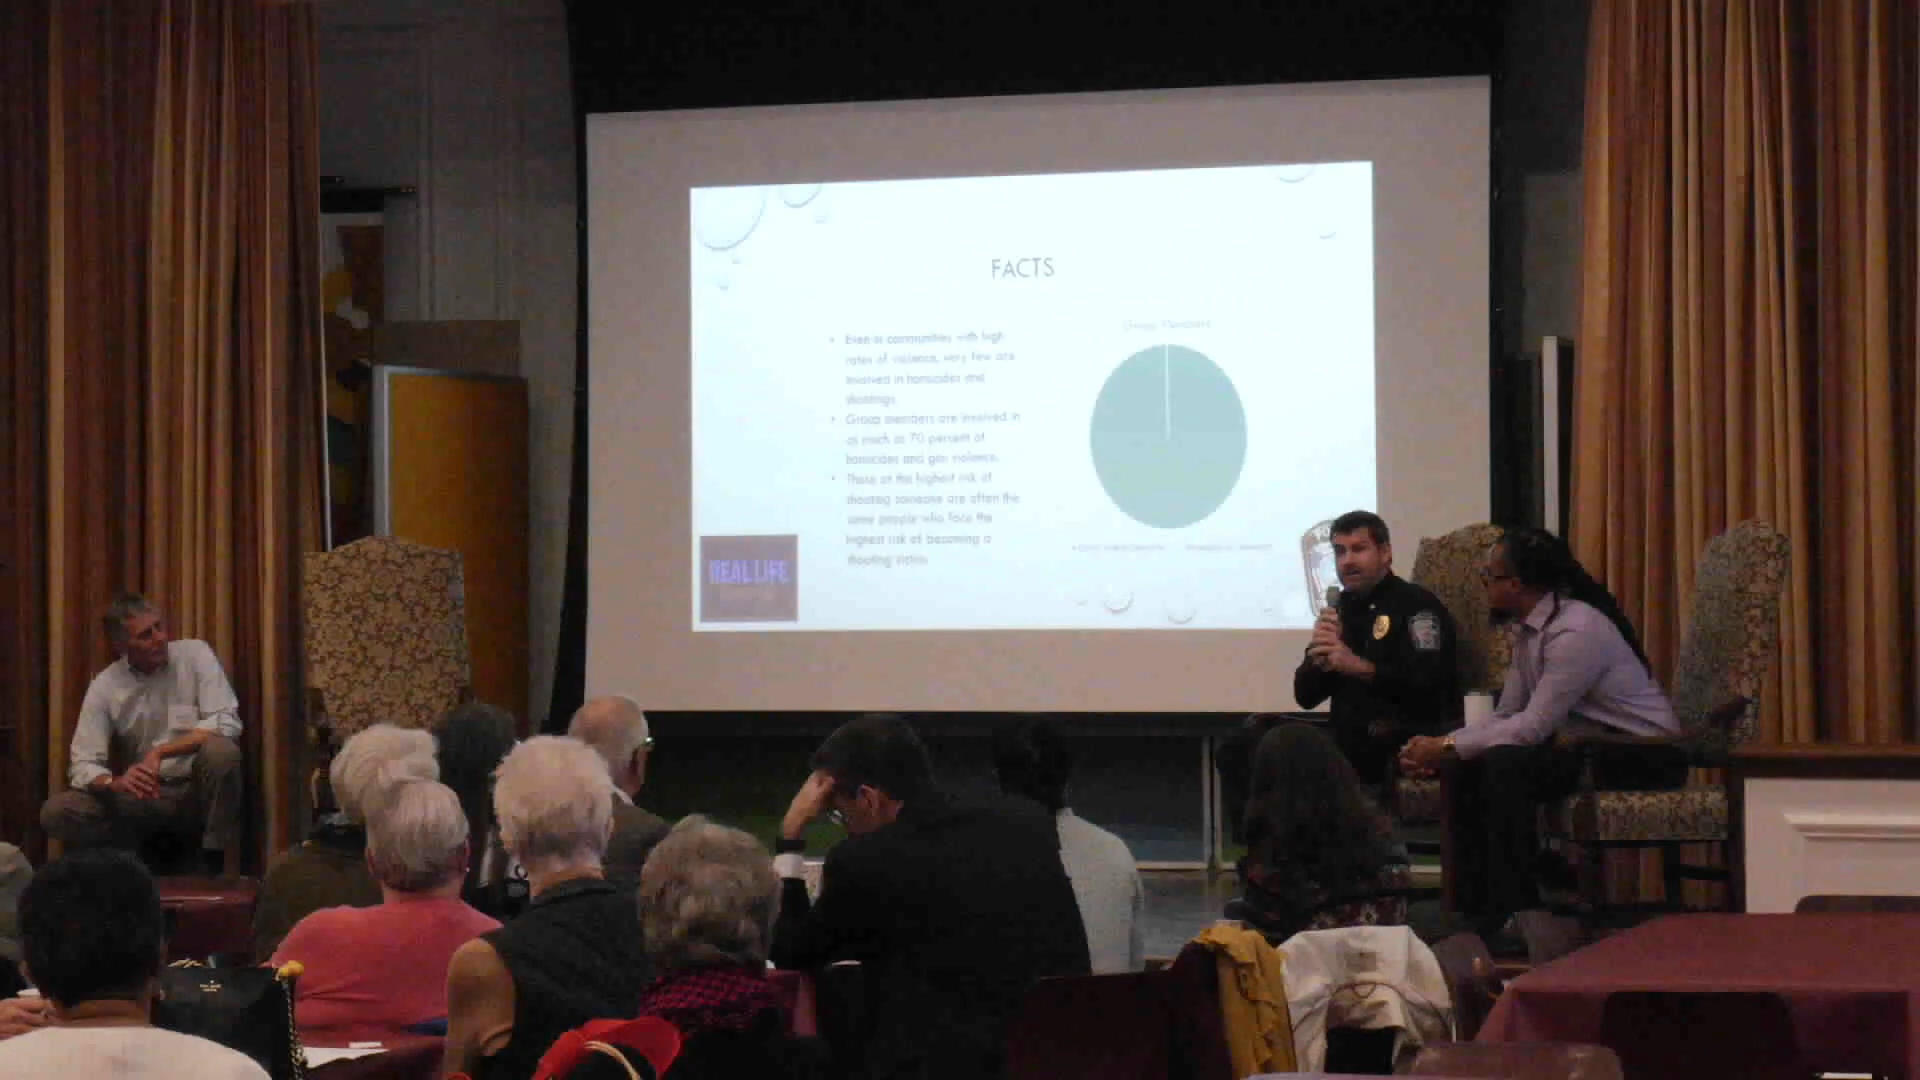 FACTS
Group Members
• Even in communities with high
rates of violence, very few are
involved in homicides and
shootings.
• Group members are involved in
as much as 70 percent of
homicides and gun violence.
• Those at the highest risk of
shooting someone are often the
same people who face the
highest risk of becoming a
shooting victim.
REAL LIFE